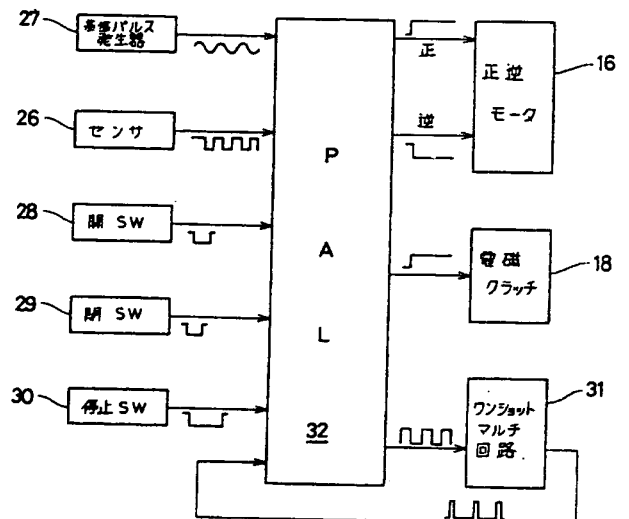 27
基準パルス
発生器
26
センサ
28
開 SW
29
閉 SW
30
停止 SW
P
A
L
32
正
逆
正逆
モータ
16
電磁
クラッチ
18
ワンショット
マルチ
回路
31